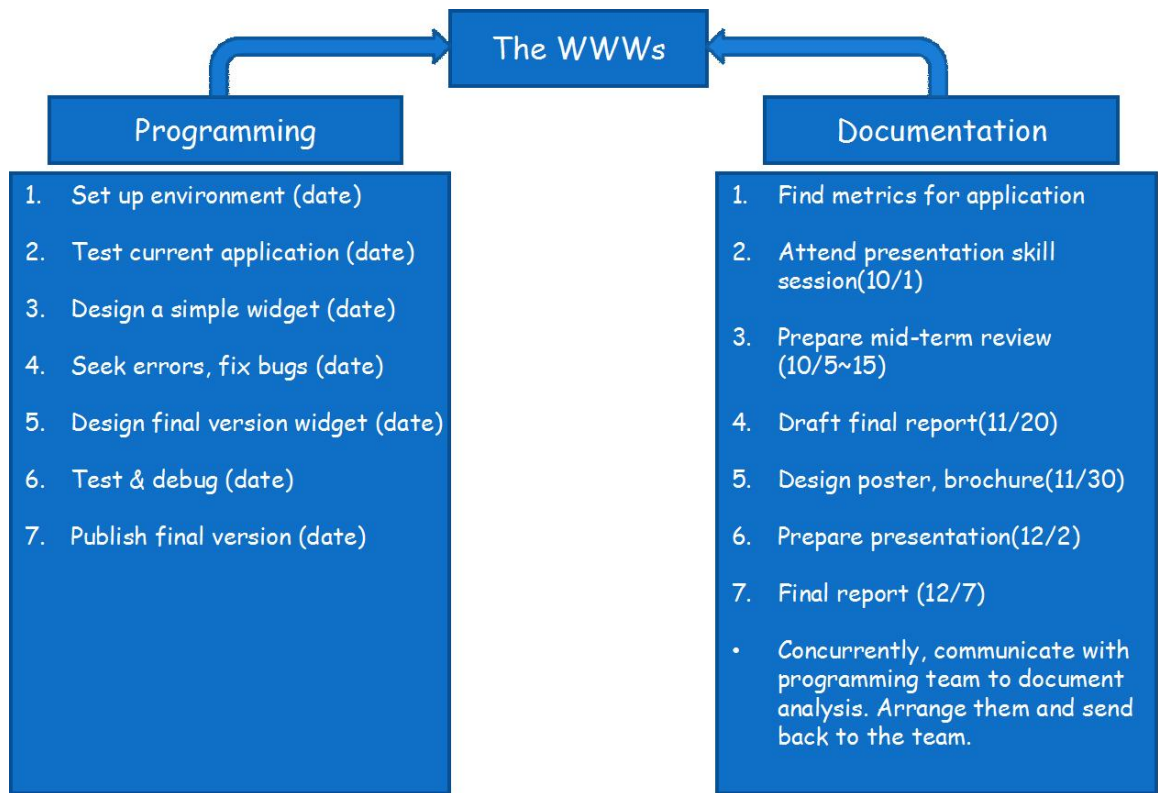 The WWWs
Programming
1. Set up environment (date)
2. Test current application (date)
3. Design a simple widget (date)
4. Seek errors, fix bugs (date)
5. Design final version widget (date)
6. Test & debug (date)
7. Publish final version (date)
Documentation
1. Find metrics for application
2. Attend presentation skill
session(10/1)
3. Prepare mid-term review
(10/5~15)
4. Draft final report(11/20)
5. Design poster, brochure(11/30)
6. Prepare presentation(12/2)
7. Final report (12/7)
• Concurrently, communicate with
programming team to document
analysis. Arrange them and send
back to the team.